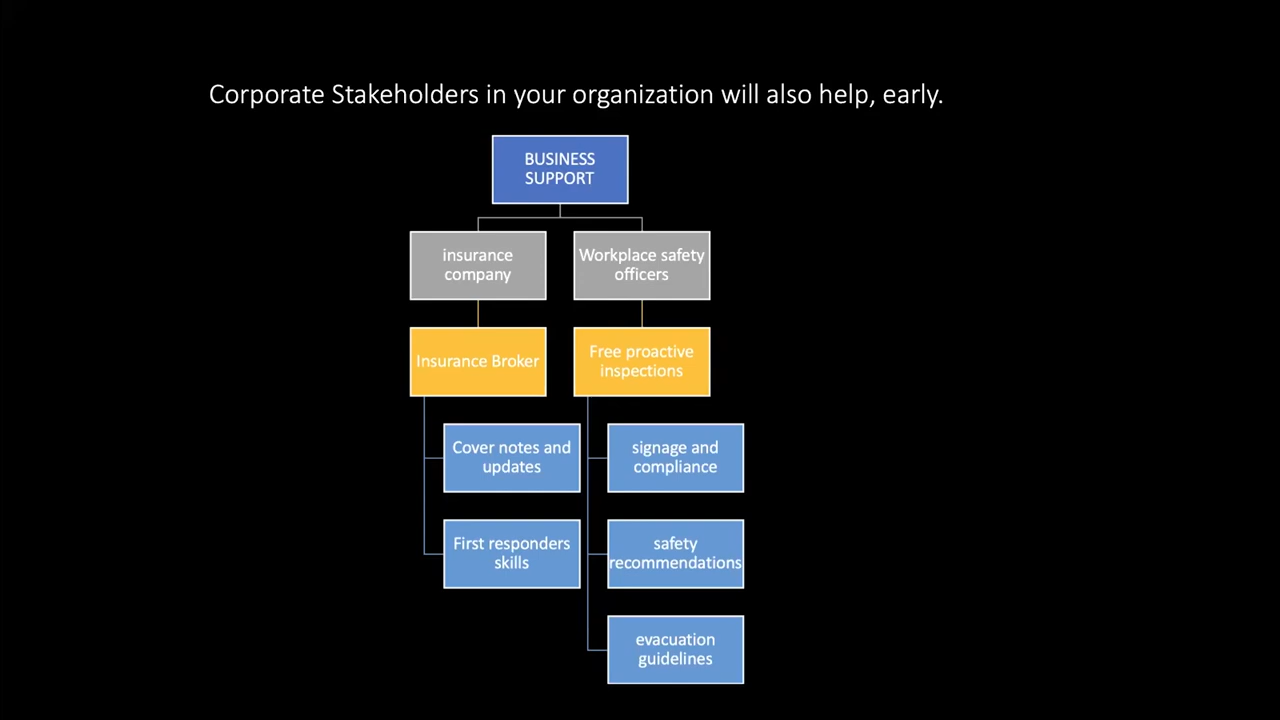 Corporate Stakeholders in your organization will also help, early.
BUSINESS
SUPPORT
insurance
company
Workplace safety
officers
Insurance Broker
Free proactive
inspections
Cover notes and
updates
signage and
compliance
First responders
skills
safety
recommendations
evacuation
guidelines